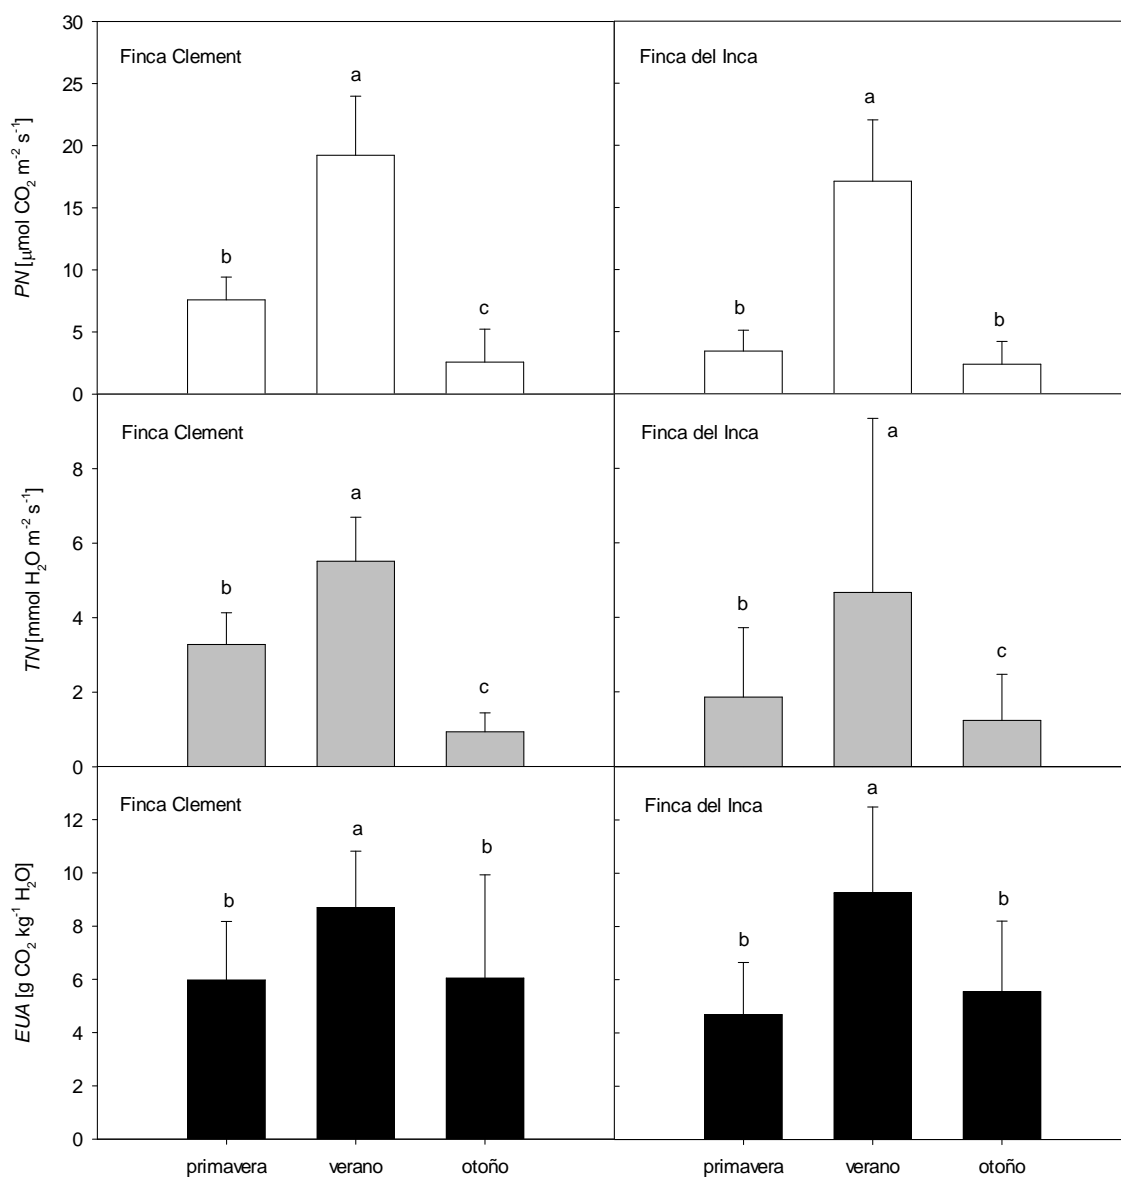 30
25
20
15
10
5
0
PN [μmol CO₂ m⁻² s⁻¹]
Finca Clement
b
a
c
Finca del Inca
b
a
b
8
6
4
2
0
TN [mmol H₂O m⁻² s⁻¹]
Finca Clement
b
a
c
Finca del Inca
b
a
c
12
10
8
6
4
2
0
EUA [g CO₂ kg⁻¹ H₂O]
Finca Clement
b
a
b
Finca del Inca
b
a
b
primavera verano otoño
primavera verano otoño